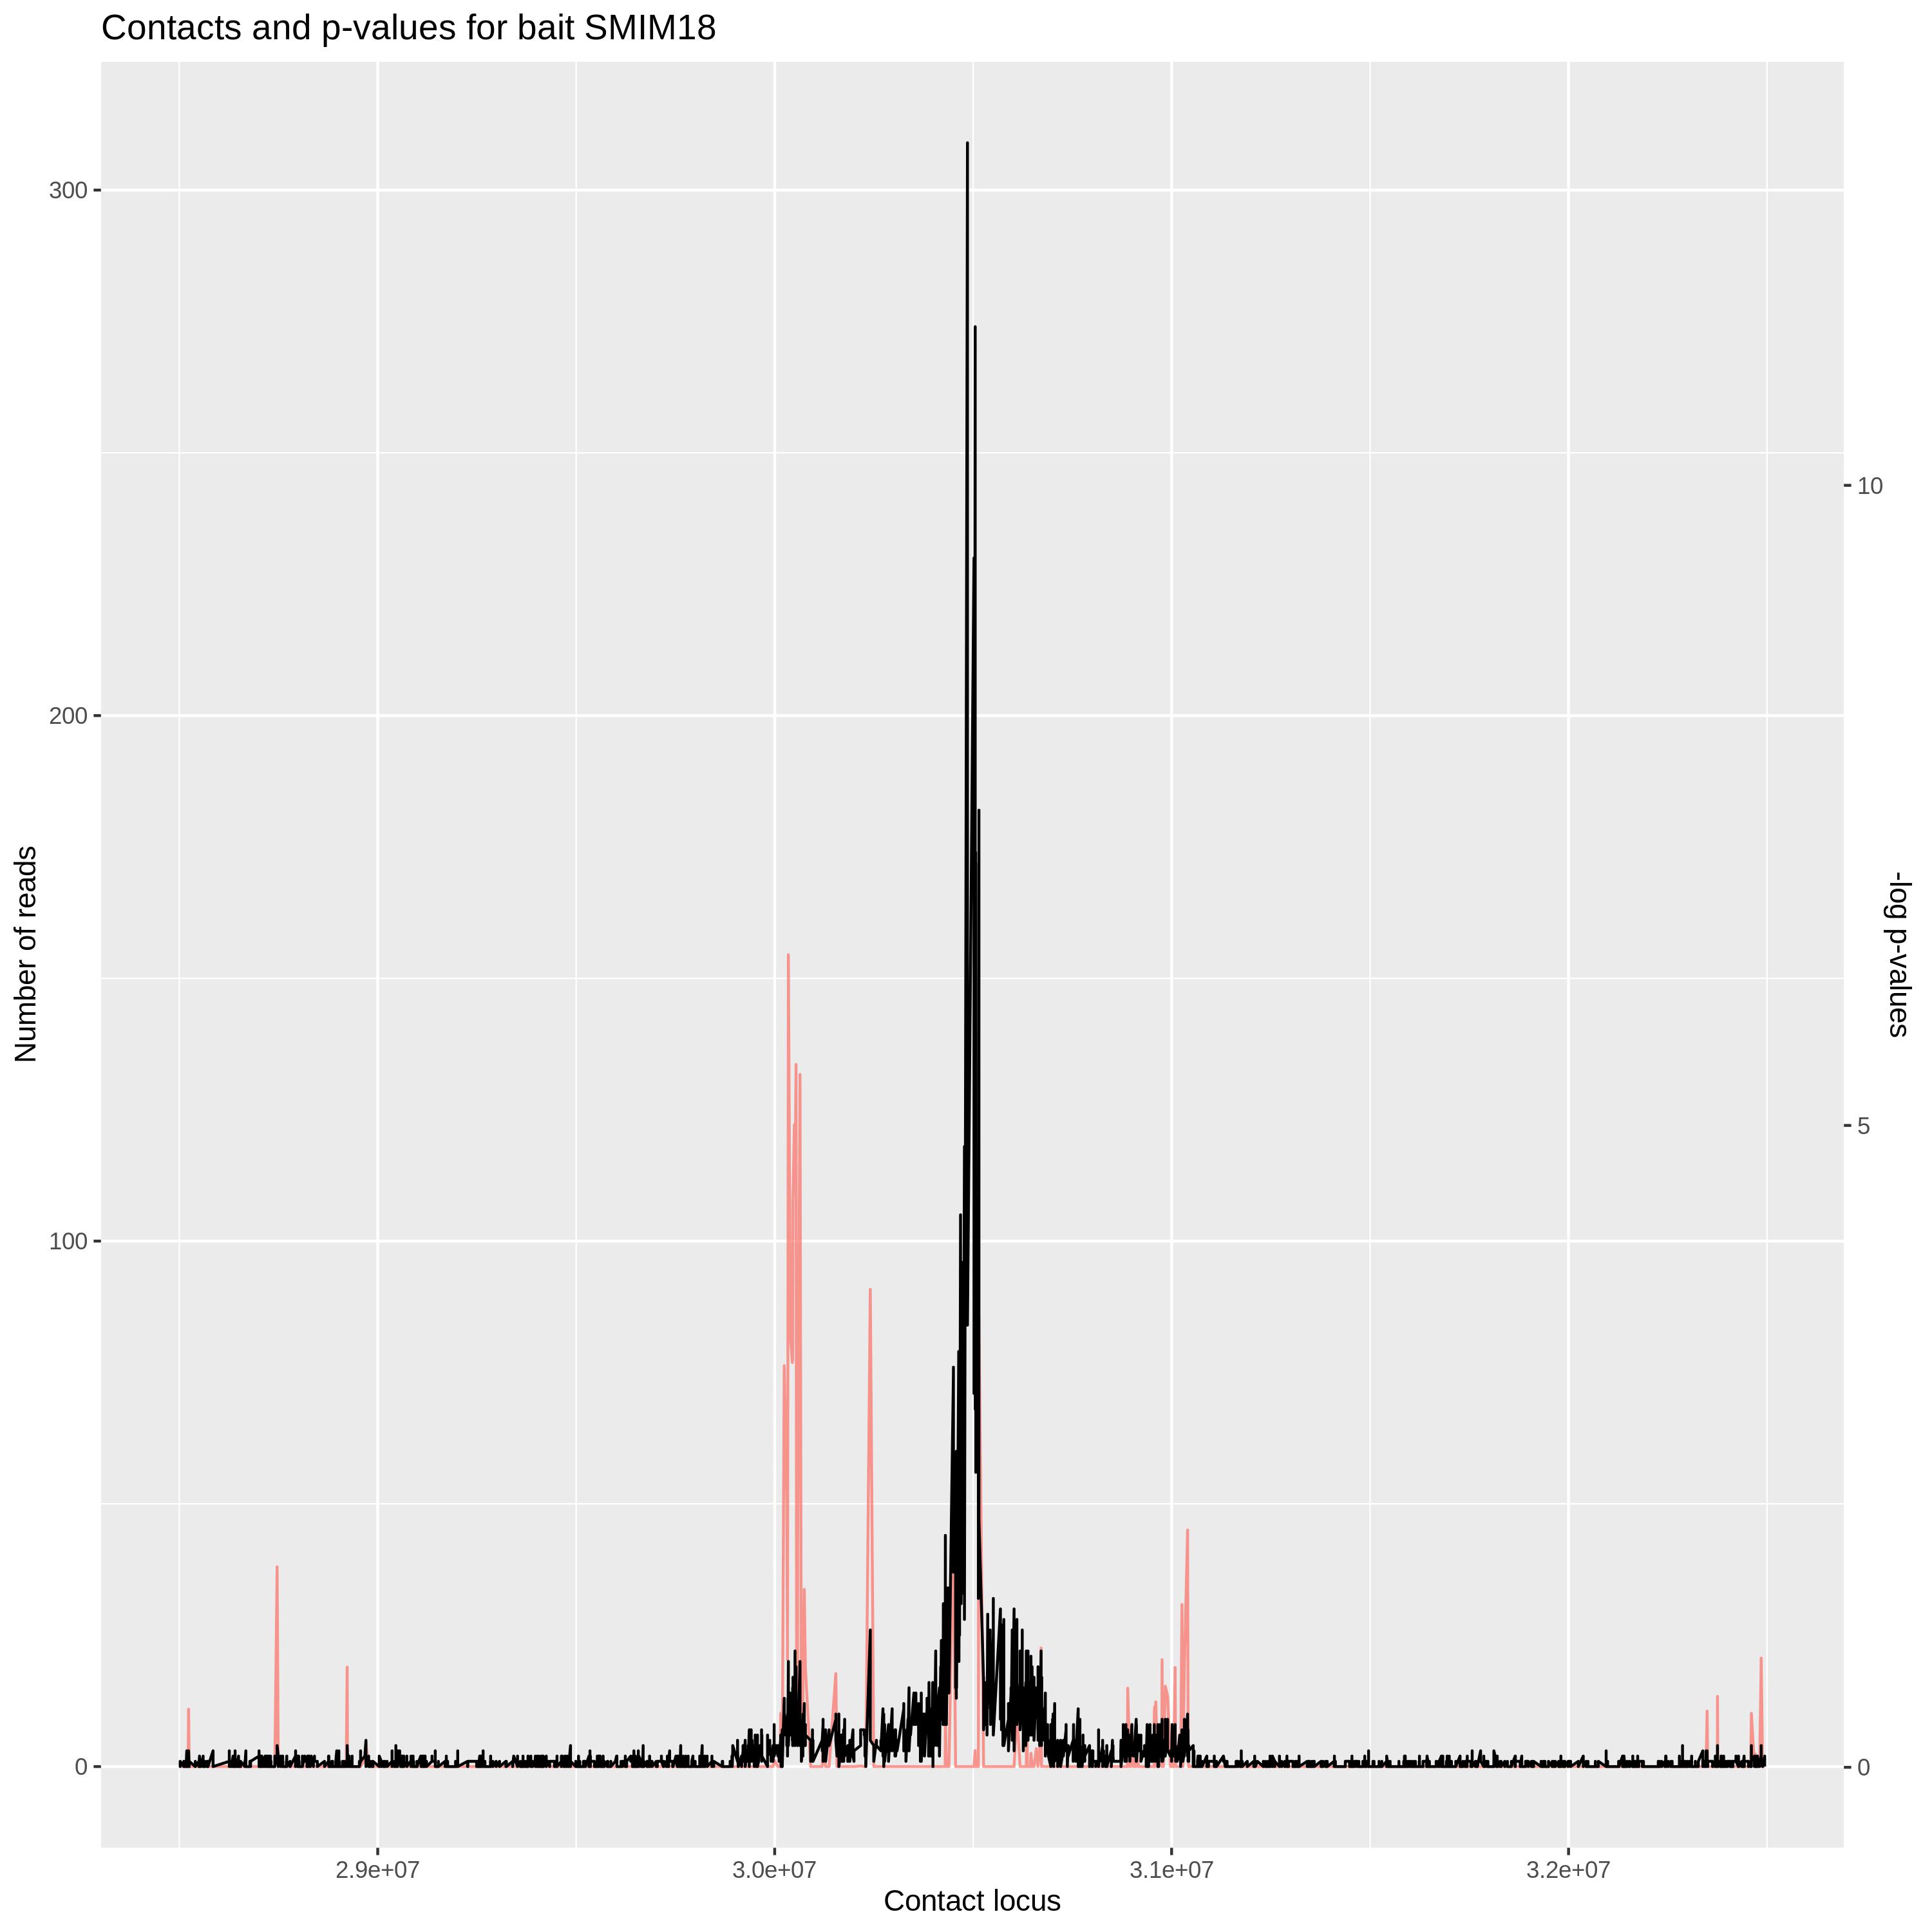 Contacts and p-values for bait SMIM18
300
200
100
0
Number of reads
10
5
0
-log p-values
2.9e+07
3.0e+07
3.1e+07
3.2e+07
Contact locus